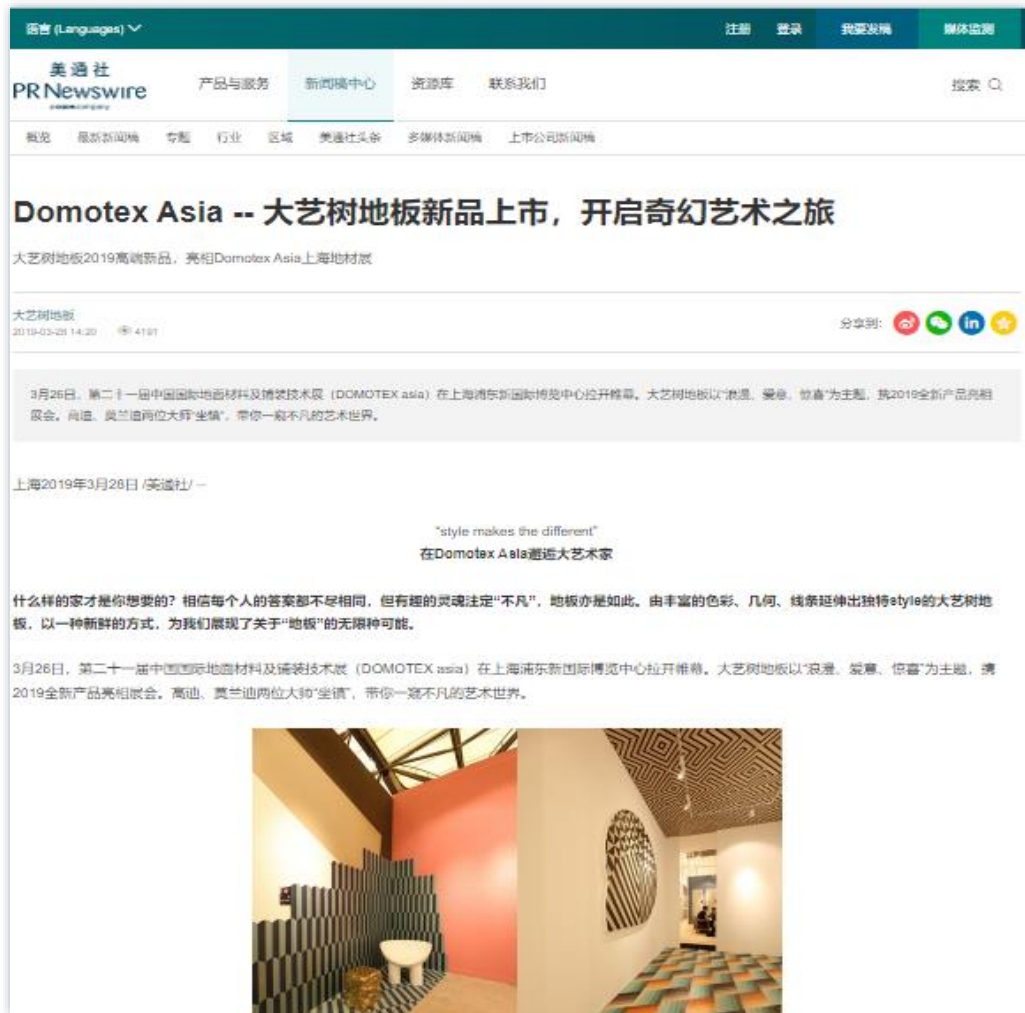 语言 (Languages)
注册 登录 我要发稿 媒体监测
美通社
PR Newswire
产品与服务 新闻稿中心 资源库 联系我们
搜索
概览 最新新闻稿 专题 行业 区域 美通社头条 多媒体新闻稿 上市公司新闻稿
Domotex Asia -- 大艺树地板新品上市，开启奇幻艺术之旅
大艺树地板2019高端新品，亮相Domotex Asia上海地材展
大艺树地板
分享到:
2019-03-28 14:20 4191
3月26日，第二十一届中国国际地面材料及铺装技术展（DOMOTEX asia）在上海浦东新国际博览中心拉开帷幕。大艺树地板以“浪漫、爱意、惊喜”为主题，携2019全新产品亮相
展会。高迪、莫兰迪两位大师“坐镇”，带你一窥不凡的艺术世界。
上海2019年3月28日 /美通社/ --
“style makes the different”
在Domotex Asia邂逅大艺术家
什么样的家才是你想要的？相信每个人的答案都不尽相同，但有趣的灵魂注定“不凡”，地板亦是如此。由丰富的色彩、几何、线条延伸出独特style的大艺树地
板，以一种新鲜的方式，为我们展现了关于“地板”的无限种可能。
3月26日，第二十一届中国国际地面材料及铺装技术展（DOMOTEX asia）在上海浦东新国际博览中心拉开帷幕。大艺树地板以“浪漫、爱意、惊喜”为主题，携
2019全新产品亮相展会。高迪、莫兰迪两位大师“坐镇”，带你一窥不凡的艺术世界。